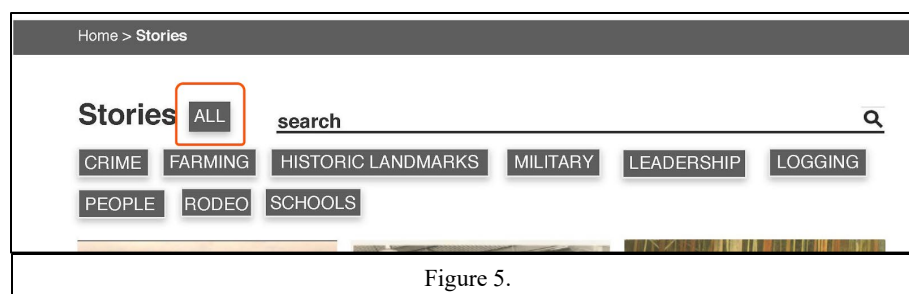 Home > Stories
Stories ALL search
CRIME FARMING HISTORIC LANDMARKS MILITARY LEADERSHIP LOGGING
PEOPLE RODEO SCHOOLS
Figure 5.